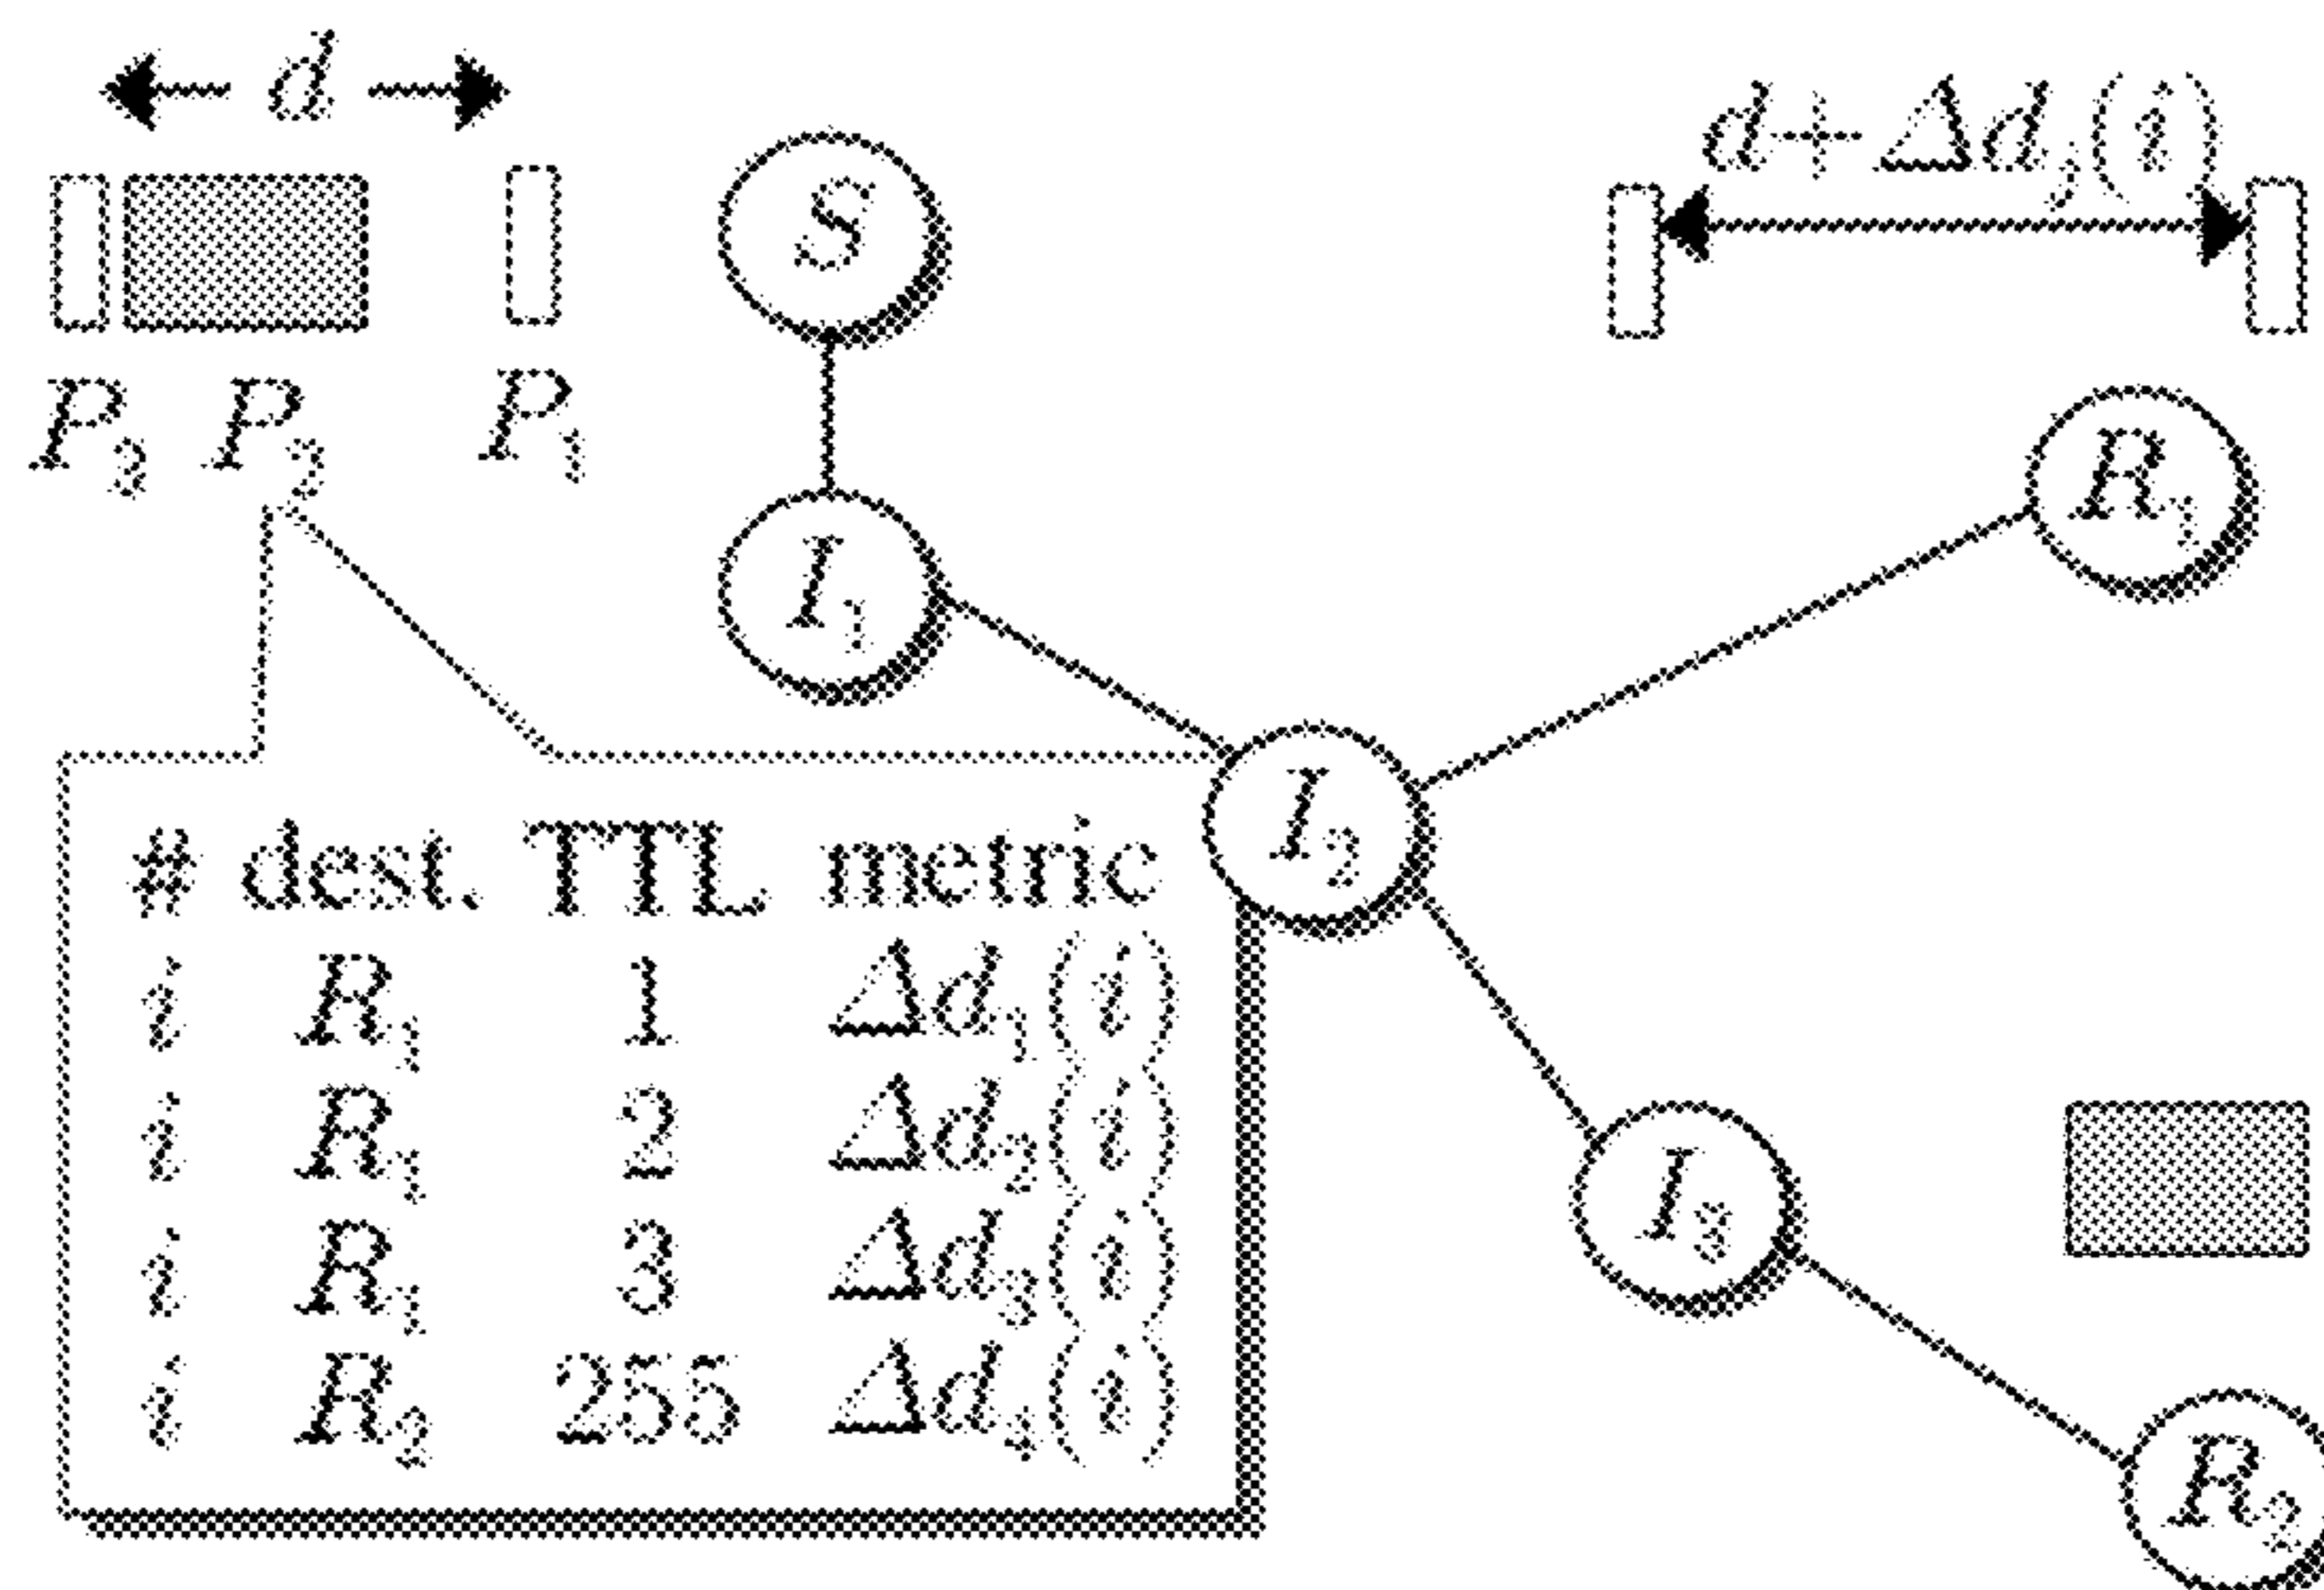 d
d+Δd_j(i)
S
P₃ P₂ P₁
R₁
I₁
I₂
# dest. TTL metric
i R₁ 1 Δd₁(i)
i R₁ 2 Δd₂(i)
i R₁ 3 Δd₃(i)
i R₂ 255 Δd₄(i)
I₃
R₂